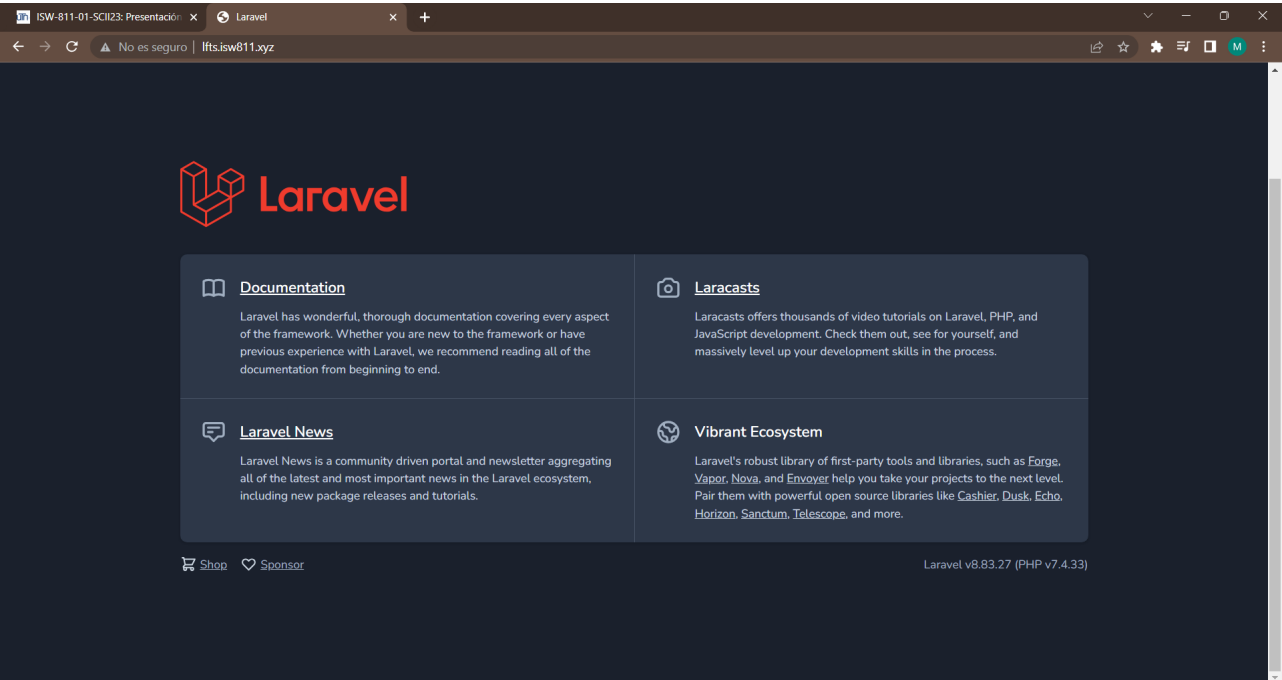 ISW-811-01-SCII23: Presentación
Laravel
No es seguro
lfts.isw811.xyz
M
Laravel
Documentation
Laravel has wonderful, thorough documentation covering every aspect
of the framework. Whether you are new to the framework or have
previous experience with Laravel, we recommend reading all of the
documentation from beginning to end.
Laracasts
Laracasts offers thousands of video tutorials on Laravel, PHP, and
JavaScript development. Check them out, see for yourself, and
massively level up your development skills in the process.
Laravel News
Laravel News is a community driven portal and newsletter aggregating
all of the latest and most important news in the Laravel ecosystem,
including new package releases and tutorials.
Vibrant Ecosystem
Laravel's robust library of first-party tools and libraries, such as Forge,
Vapor, Nova, and Envoyer help you take your projects to the next level.
Pair them with powerful open source libraries like Cashier, Dusk, Echo,
Horizon, Sanctum, Telescope, and more.
Shop
Sponsor
Laravel v8.83.27 (PHP v7.4.33)